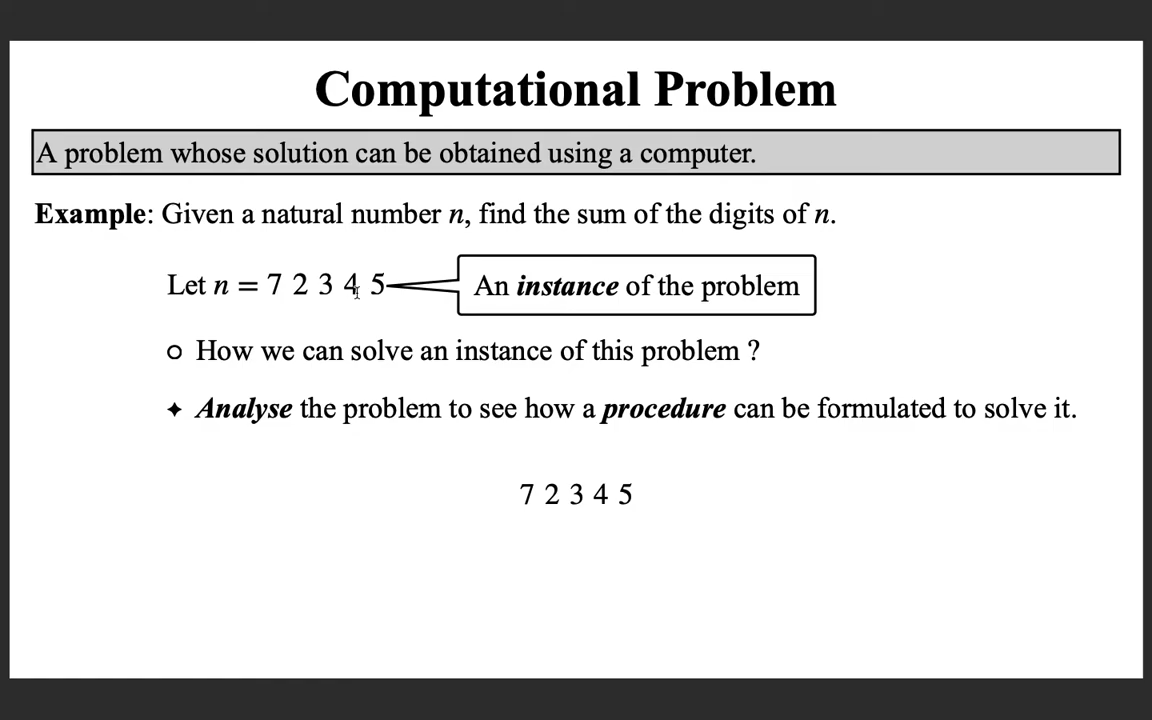 Computational Problem
A problem whose solution can be obtained using a computer.
Example: Given a natural number n, find the sum of the digits of n.
Let n = 7 2 3 4 5
An instance of the problem
How we can solve an instance of this problem ?
Analyse the problem to see how a procedure can be formulated to solve it.
7 2 3 4 5